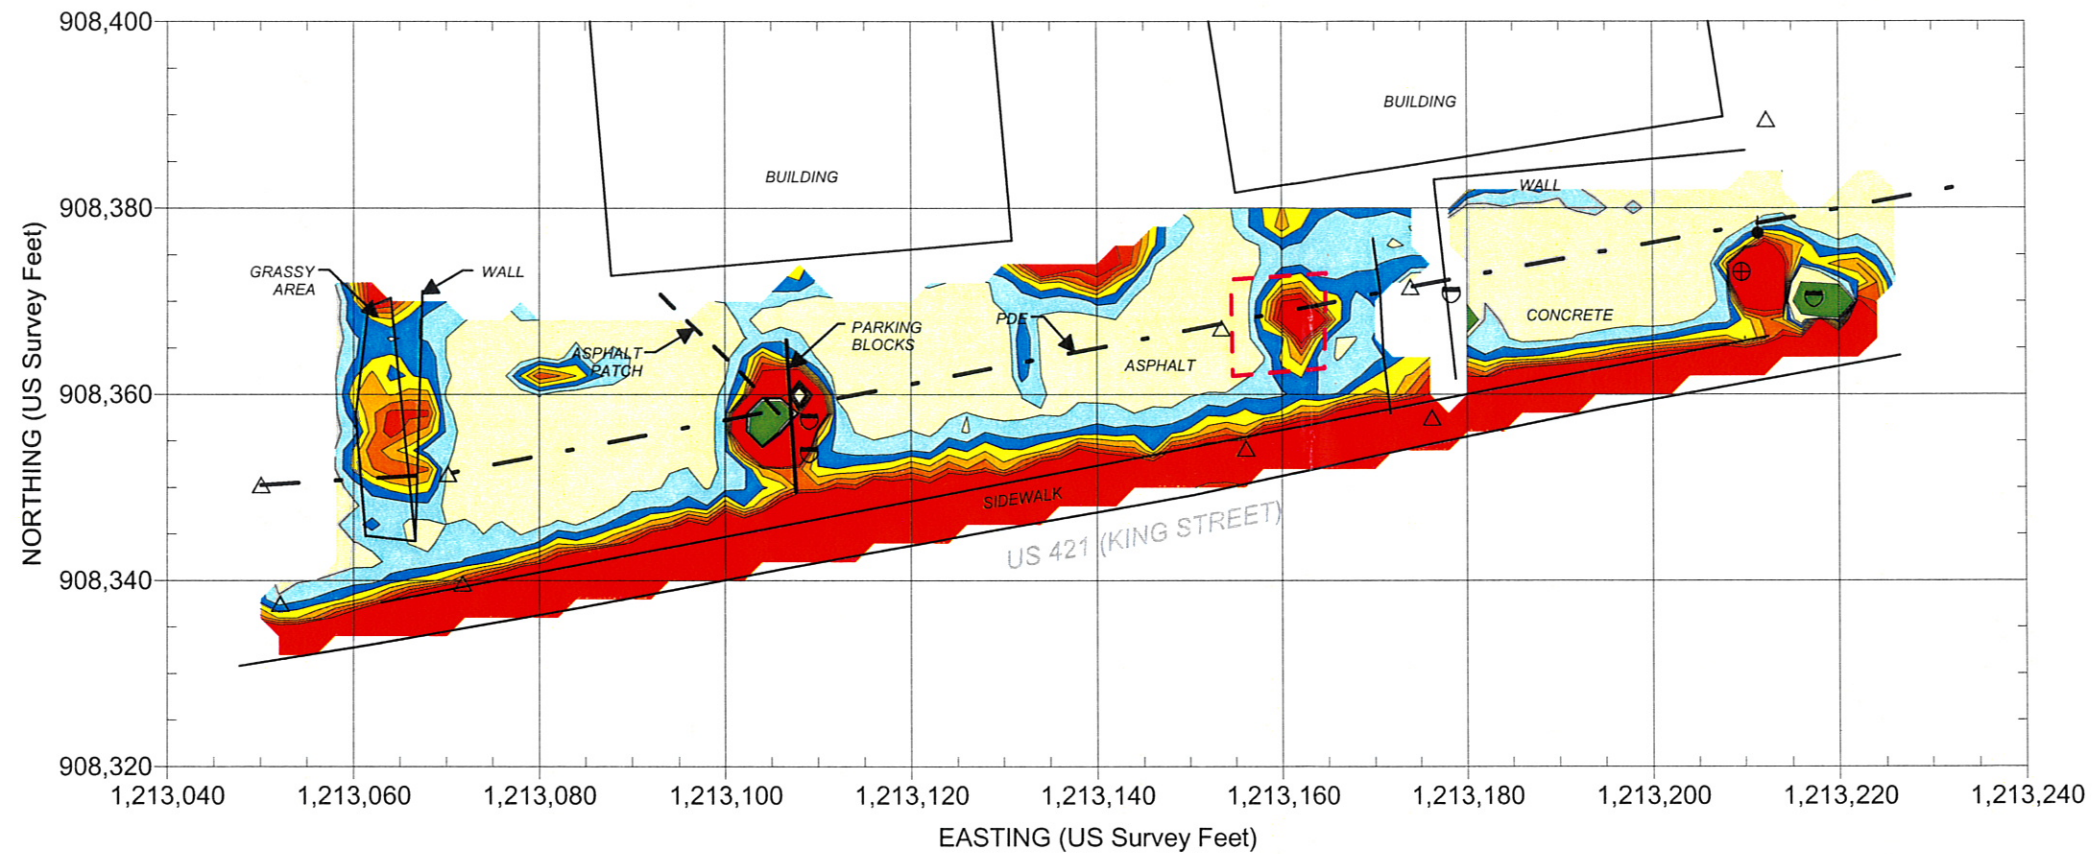 908,400
BUILDING
BUILDING
908,380
WALL
GRASSY
AREA
WALL
PARKING
BLOCKS
PDE
CONCRETE
ASPHALT
PATCH
ASPHALT
908,360
SIDEWALK
US 421 (KING STREET)
908,340
908,320
NORTHING (US Survey Feet)
1,213,040
1,213,060
1,213,080
1,213,100
1,213,120
1,213,140
1,213,160
1,213,180
1,213,200
1,213,220
1,213,240
EASTING (US Survey Feet)